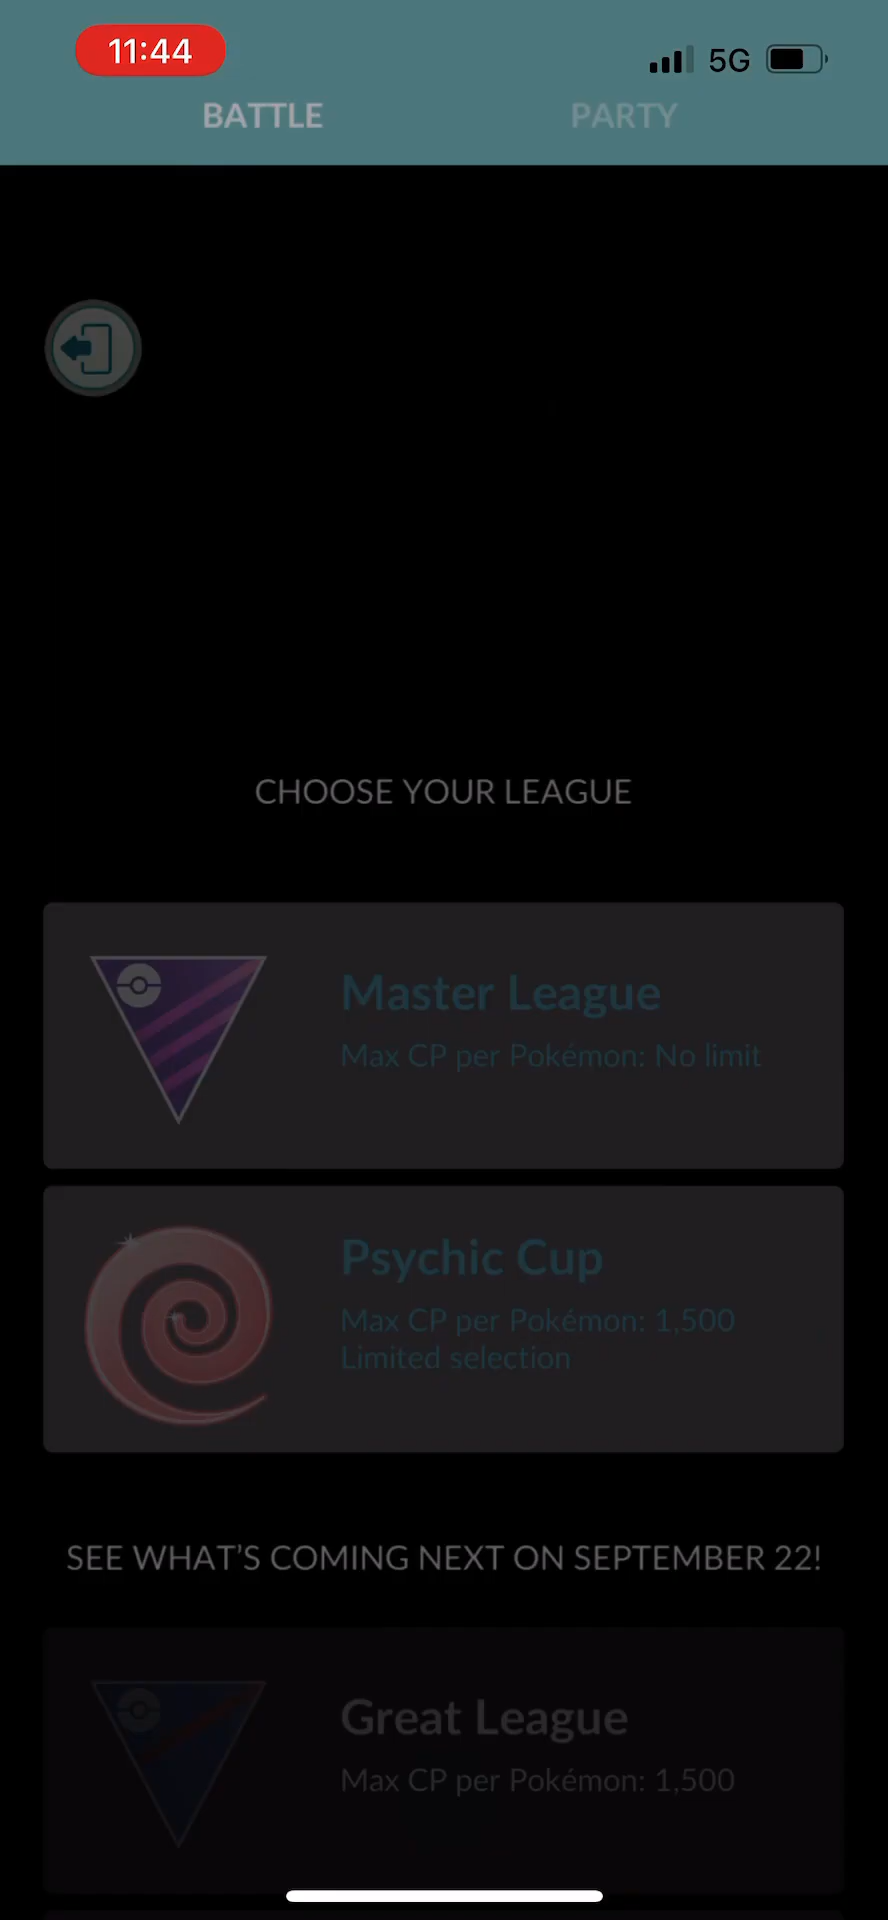 11:44
5G
BATTLE
PARTY
CHOOSE YOUR LEAGUE
Master League
Max CP per Pokémon: No limit
Psychic Cup
Max CP per Pokémon: 1,500
Limited selection
SEE WHAT’S COMING NEXT ON SEPTEMBER 22!
Great League
Max CP per Pokémon: 1,500